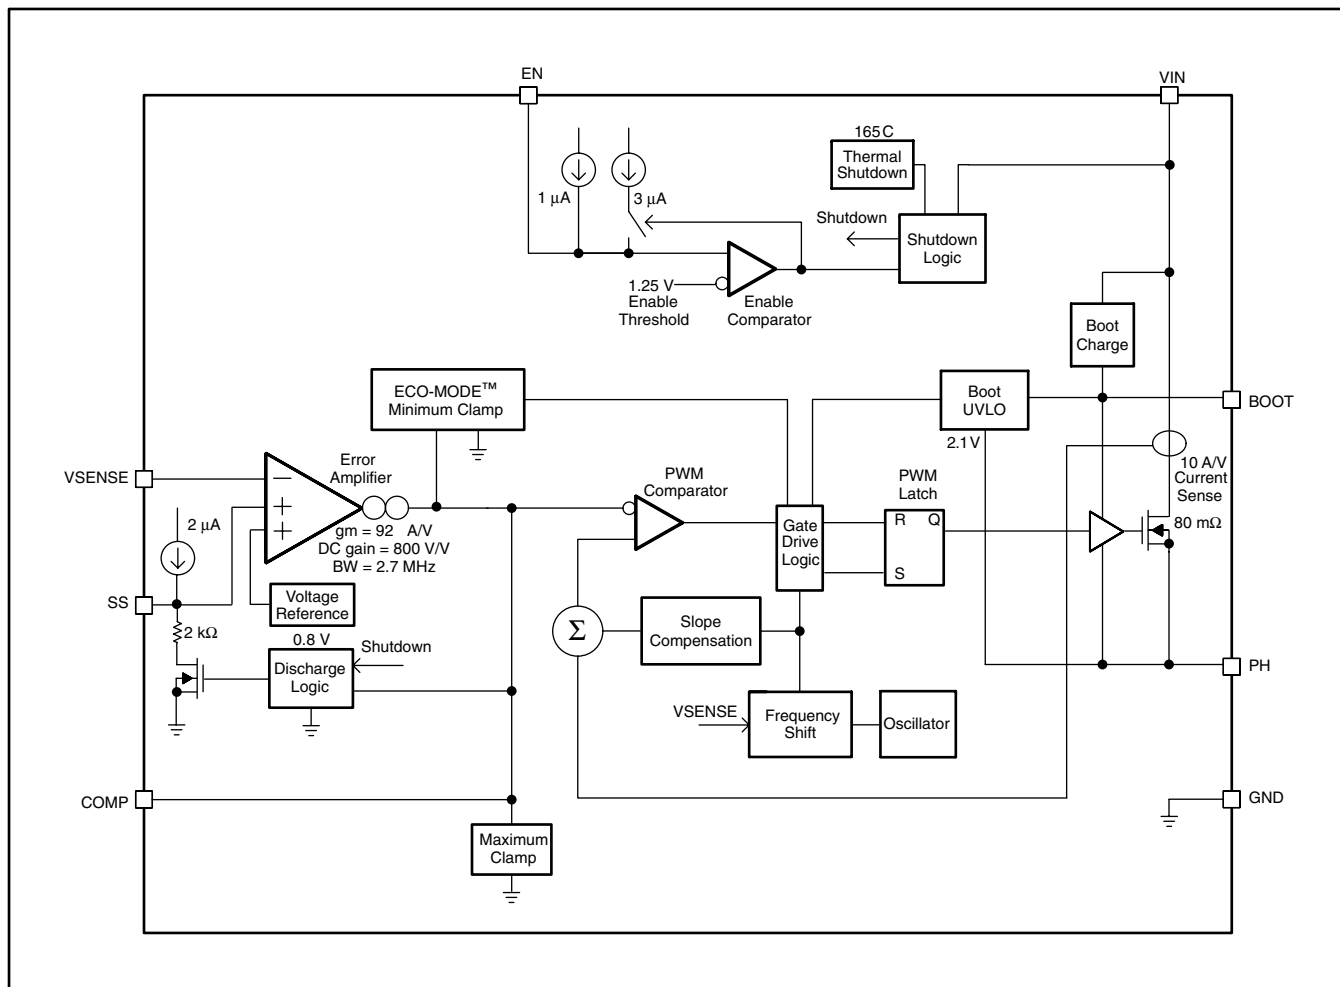 EN
VIN
165 C
Thermal
Shutdown
1 μA
3 μA
Shutdown
Shutdown
Logic
1.25 V
Enable
Threshold
Enable
Comparator
Boot
Charge
ECO-MODE™
Minimum Clamp
Boot
UVLO
2.1V
BOOT
VSENSE
Error
Amplifier
−
+
+
gm = 92 A/V
DC gain = 800 V/V
BW = 2.7 MHz
PWM
Comparator
PWM
Latch
10 A/V
Current
Sense
80 mΩ
2 μA
Gate
Drive
Logic
R Q
S
SS
Voltage
Reference
2 kΩ
0.8 V
Shutdown
Discharge
Logic
Σ
Slope
Compensation
PH
VSENSE
Frequency
Shift
Oscillator
COMP
GND
Maximum
Clamp